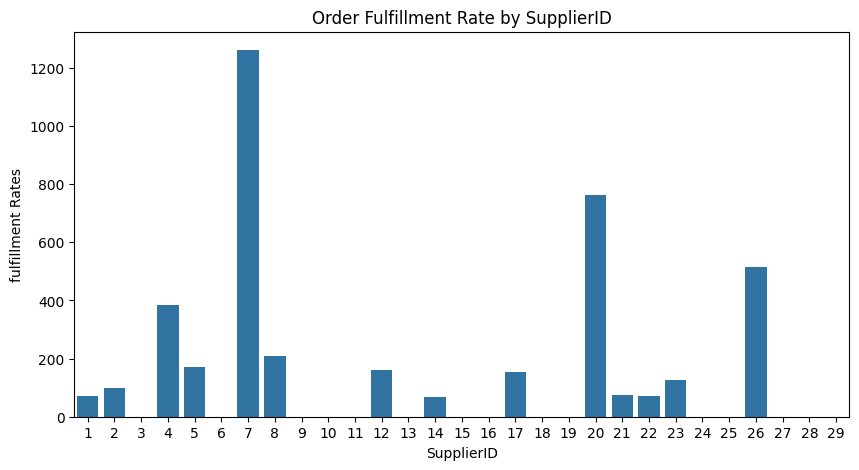 Order Fulfillment Rate by SupplierID
1200
1000
800
600
400
200
0
fulfillment Rates
1 2 3 4 5 6 7 8 9 10 11 12 13 14 15 16 17 18 19 20 21 22 23 24 25 26 27 28 29
SupplierID